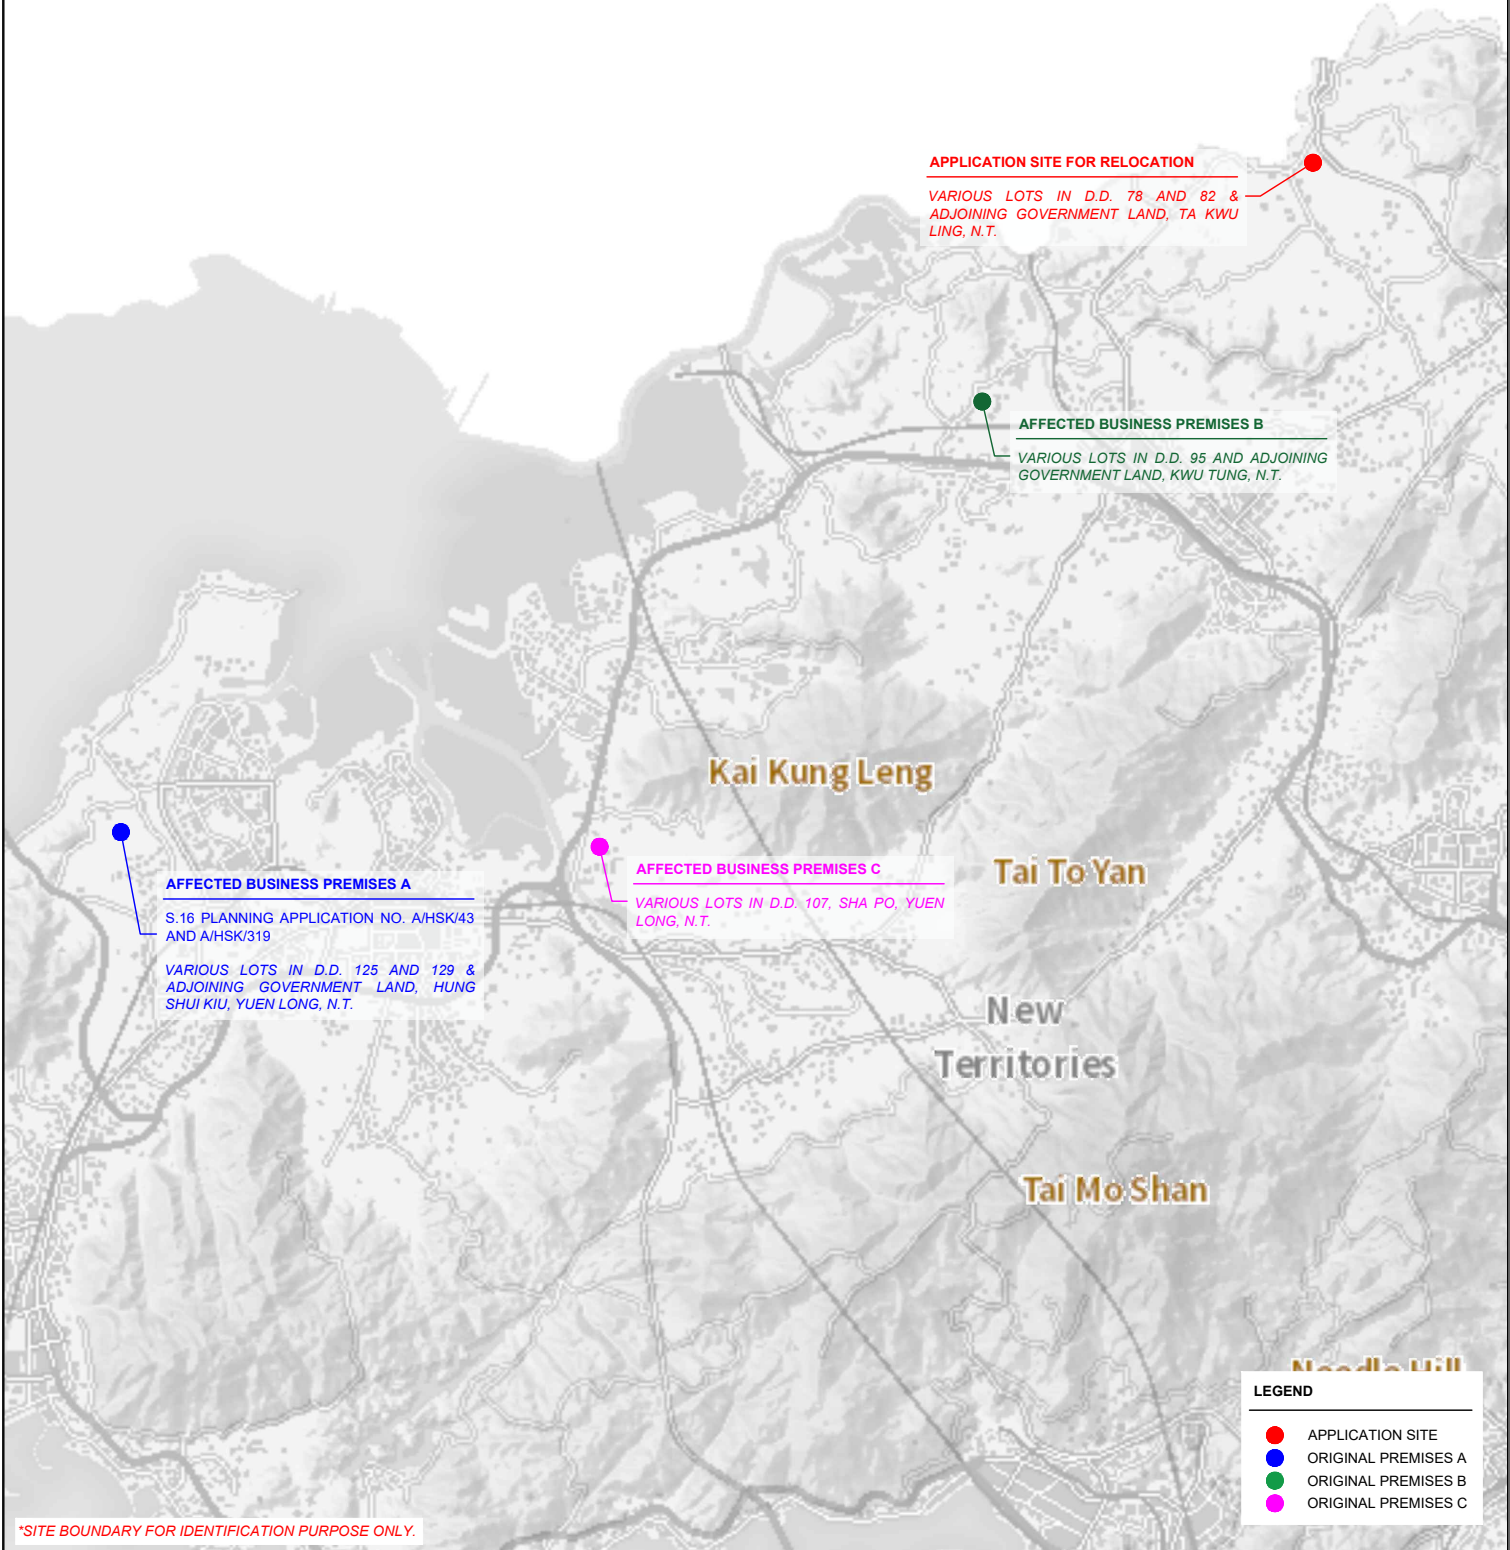 APPLICATION SITE FOR RELOCATION
VARIOUS LOTS IN D.D. 78 AND 82 &
ADJOINING GOVERNMENT LAND, TA KWU
LING, N.T.
AFFECTED BUSINESS PREMISES B
VARIOUS LOTS IN D.D. 95 AND ADJOINING
GOVERNMENT LAND, KWU TUNG, N.T.
Kai Kung Leng
AFFECTED BUSINESS PREMISES C
VARIOUS LOTS IN D.D. 107, SHA PO, YUEN
LONG, N.T.
Tai To Yan
AFFECTED BUSINESS PREMISES A
S.16 PLANNING APPLICATION NO. A/HSK/43
AND A/HSK/319
VARIOUS LOTS IN D.D. 125 AND 129 &
ADJOINING GOVERNMENT LAND, HUNG
SHUI KIU, YUEN LONG, N.T.
New
Territories
Tai Mo Shan
Needle Hill
LEGEND
APPLICATION SITE
ORIGINAL PREMISES A
ORIGINAL PREMISES B
ORIGINAL PREMISES C
*SITE BOUNDARY FOR IDENTIFICATION PURPOSE ONLY.